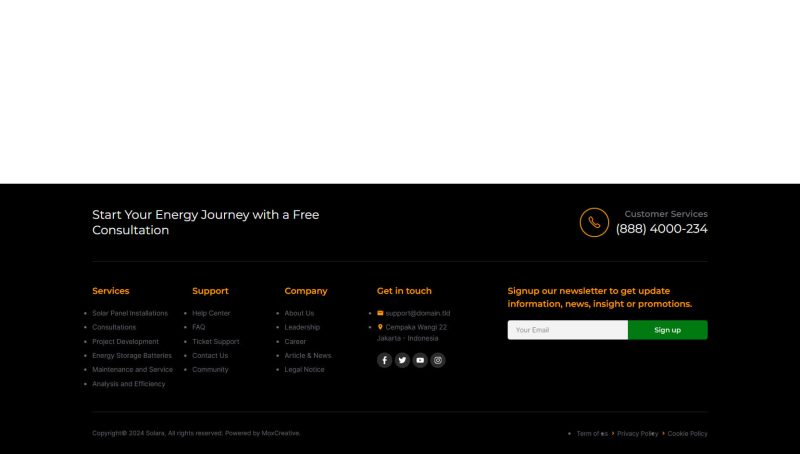 Start Your Energy Journey with a Free
Consultation
Customer Services
(888) 4000-234
Services
Solar Panel Installations
Consultations
Project Development
Energy Storage Batteries
Maintenance and Service
Analysis and Efficiency
Support
Help Center
FAQ
Ticket Support
Contact Us
Community
Company
About Us
Leadership
Career
Article & News
Legal Notice
Get in touch
support@domain.tld
Cempaka Wangi 22
Jakarta - Indonesia
Signup our newsletter to get update
information, news, insight or promotions.
Your Email
Sign up
Copyright© 2024 Solara, All rights reserved. Powered by MoxCreative.
Term of us Privacy Policy Cookie Policy